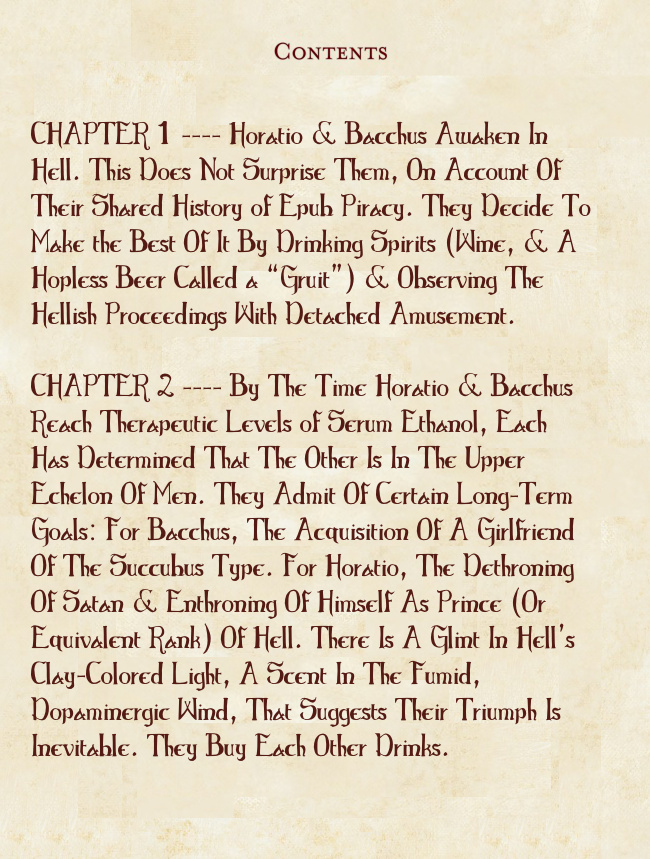 Contents
CHAPTER 1 ---- Horatio & Bacchus Awaken In
Hell. This Does Not Surprise Them, On Account Of
Their Shared History of Epub Piracy. They Decide To
Make the Best Of It By Drinking Spirits (Wine, & A
Hopless Beer Called a “Gruit”) & Observing The
Hellish Proceedings With Detached Amusement.
CHAPTER 2 ---- By The Time Horatio & Bacchus
Reach Therapeutic Levels of Serum Ethanol, Each
Has Determined That The Other Is In The Upper
Echelon Of Men. They Admit Of Certain Long-Term
Goals: For Bacchus, The Acquisition Of A Girlfriend
Of The Succubus Type. For Horatio, The Dethroning
Of Satan & Enthroning Of Himself As Prince (Or
Equivalent Rank) Of Hell. There Is A Glint In Hell's
Clay-Colored Light, A Scent In The Fumid,
Dopaminergic Wind, That Suggests Their Triumph Is
Inevitable. They Buy Each Other Drinks.